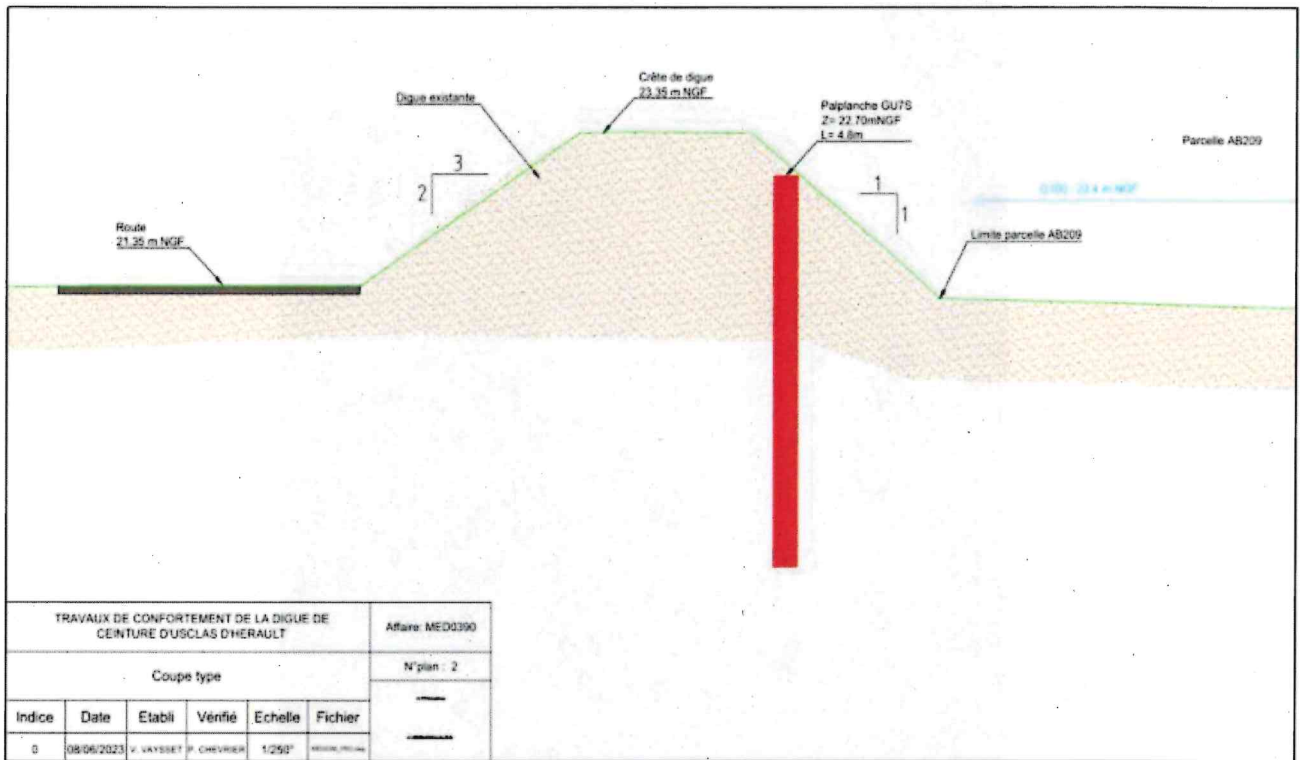 Crête de digue
23.35 m NGF
Digue existante
Palplanche GU7S
Z= 22.70mNGF
L= 4.8m
Parcelle AB209
3
2
1
1
Route
21.35 m NGF
Limite parcelle AB209
TRAVAUX DE CONFORTEMENT DE LA DIGUE DE
CEINTURE D'USCLAS D'HERAULT
Affaire: MED0390
Coupe type
N°plan : 2
Indice Date Etabli Vérifié Echelle Fichier
0 08/06/2023 V. VAYSSET P. CHEVRIER 1/250°